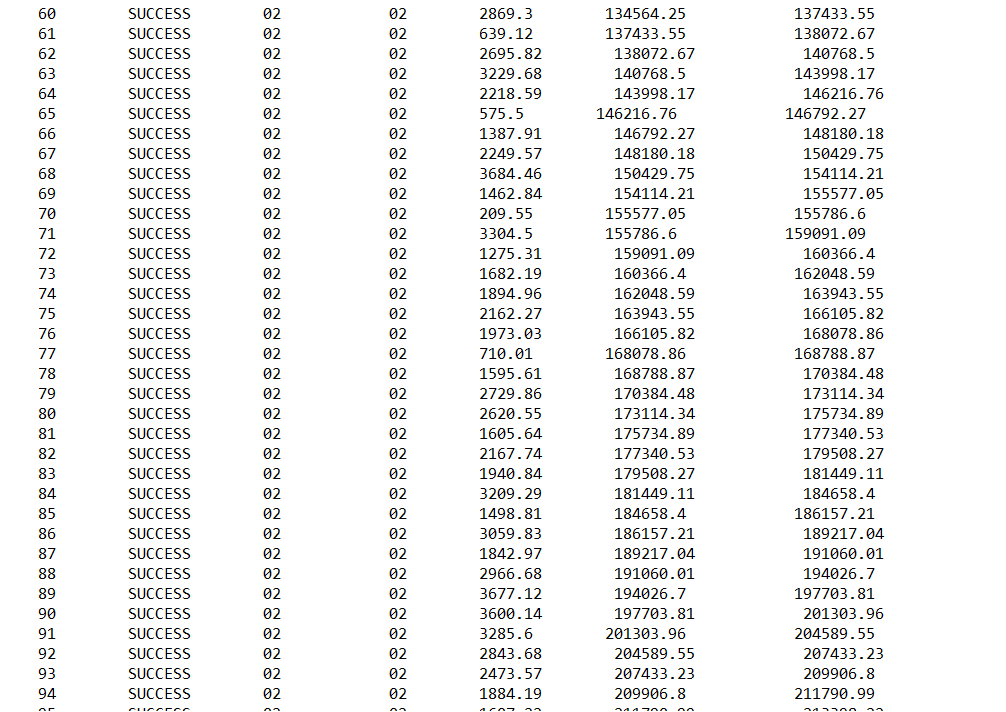 60 SUCCESS 02 02 2869.3 134564.25 137433.55
61 SUCCESS 02 02 639.12 137433.55 138072.67
62 SUCCESS 02 02 2695.82 138072.67 140768.5
63 SUCCESS 02 02 3229.68 140768.5 143998.17
64 SUCCESS 02 02 2218.59 143998.17 146216.76
65 SUCCESS 02 02 575.5 146216.76 146792.27
66 SUCCESS 02 02 1387.91 146792.27 148180.18
67 SUCCESS 02 02 2249.57 148180.18 150429.75
68 SUCCESS 02 02 3684.46 150429.75 154114.21
69 SUCCESS 02 02 1462.84 154114.21 155577.05
70 SUCCESS 02 02 209.55 155577.05 155786.6
71 SUCCESS 02 02 3304.5 155786.6 159091.09
72 SUCCESS 02 02 1275.31 159091.09 160366.4
73 SUCCESS 02 02 1682.19 160366.4 162048.59
74 SUCCESS 02 02 1894.96 162048.59 163943.55
75 SUCCESS 02 02 2162.27 163943.55 166105.82
76 SUCCESS 02 02 1973.03 166105.82 168078.86
77 SUCCESS 02 02 710.01 168078.86 168788.87
78 SUCCESS 02 02 1595.61 168788.87 170384.48
79 SUCCESS 02 02 2729.86 170384.48 173114.34
80 SUCCESS 02 02 2620.55 173114.34 175734.89
81 SUCCESS 02 02 1605.64 175734.89 177340.53
82 SUCCESS 02 02 2167.74 177340.53 179508.27
83 SUCCESS 02 02 1940.84 179508.27 181449.11
84 SUCCESS 02 02 3209.29 181449.11 184658.4
85 SUCCESS 02 02 1498.81 184658.4 186157.21
86 SUCCESS 02 02 3059.83 186157.21 189217.04
87 SUCCESS 02 02 1842.97 189217.04 191060.01
88 SUCCESS 02 02 2966.68 191060.01 194026.7
89 SUCCESS 02 02 3677.12 194026.7 197703.81
90 SUCCESS 02 02 3600.14 197703.81 201303.96
91 SUCCESS 02 02 3285.6 201303.96 204589.55
92 SUCCESS 02 02 2843.68 204589.55 207433.23
93 SUCCESS 02 02 2473.57 207433.23 209906.8
94 SUCCESS 02 02 1884.19 209906.8 211790.99